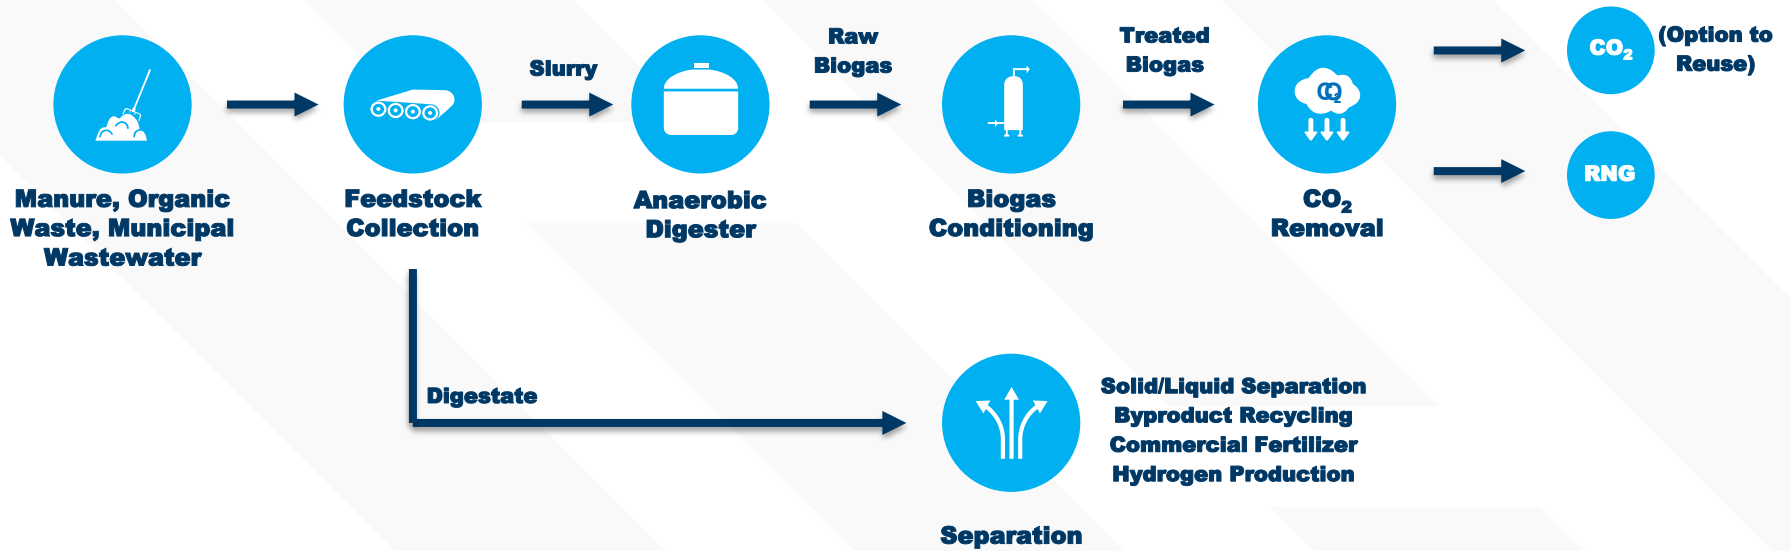 Manure, Organic
Waste, Municipal
Wastewater
Feedstock
Collection
Slurry
Anaerobic
Digester
Raw
Biogas
Biogas
Conditioning
Treated
Biogas
CO2
CO₂
Removal
CO₂
(Option to
Reuse)
RNG
Digestate
Separation
Solid/Liquid Separation
Byproduct Recycling
Commercial Fertilizer
Hydrogen Production